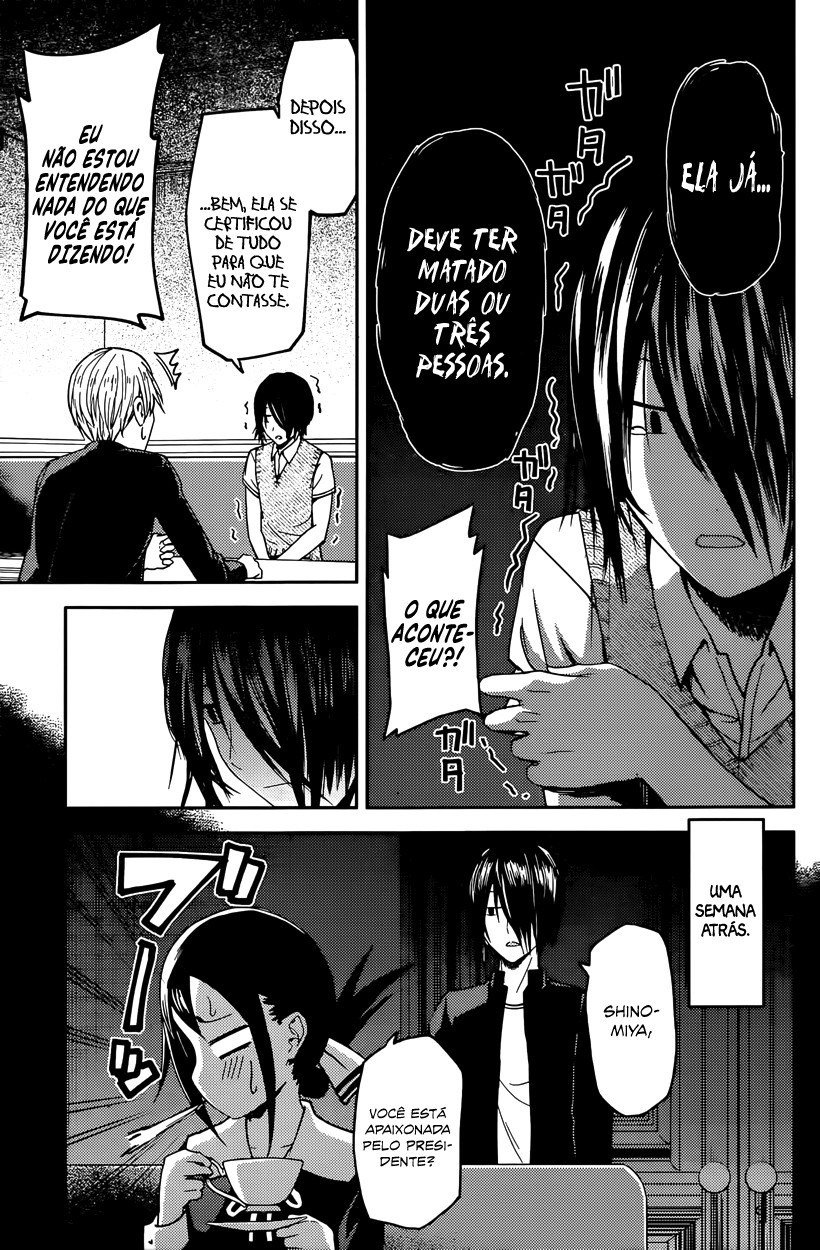 ELA JÁ...
DEVE TER
MATADO
DUAS OU
TRÊS
PESSOAS.
ガタ
ガタ
ガタ
O QUE
ACONTE-
CEU?!
ガタ
DEPOIS
DISSO...
...BEM, ELA SE
CERTIFICOU
DE TUDO
PARA QUE
EU NÃO TE
CONTASSE.
EU
NÃO ESTOU
ENTENDENDO
NADA DO QUE
VOCÊ ESTÁ
DIZENDO!
UMA
SEMANA
ATRÁS.
SHINO-
MIYA,
VOCÊ ESTÁ
APAIXONADA
PELO PRESI-
DENTE?
ブーッ